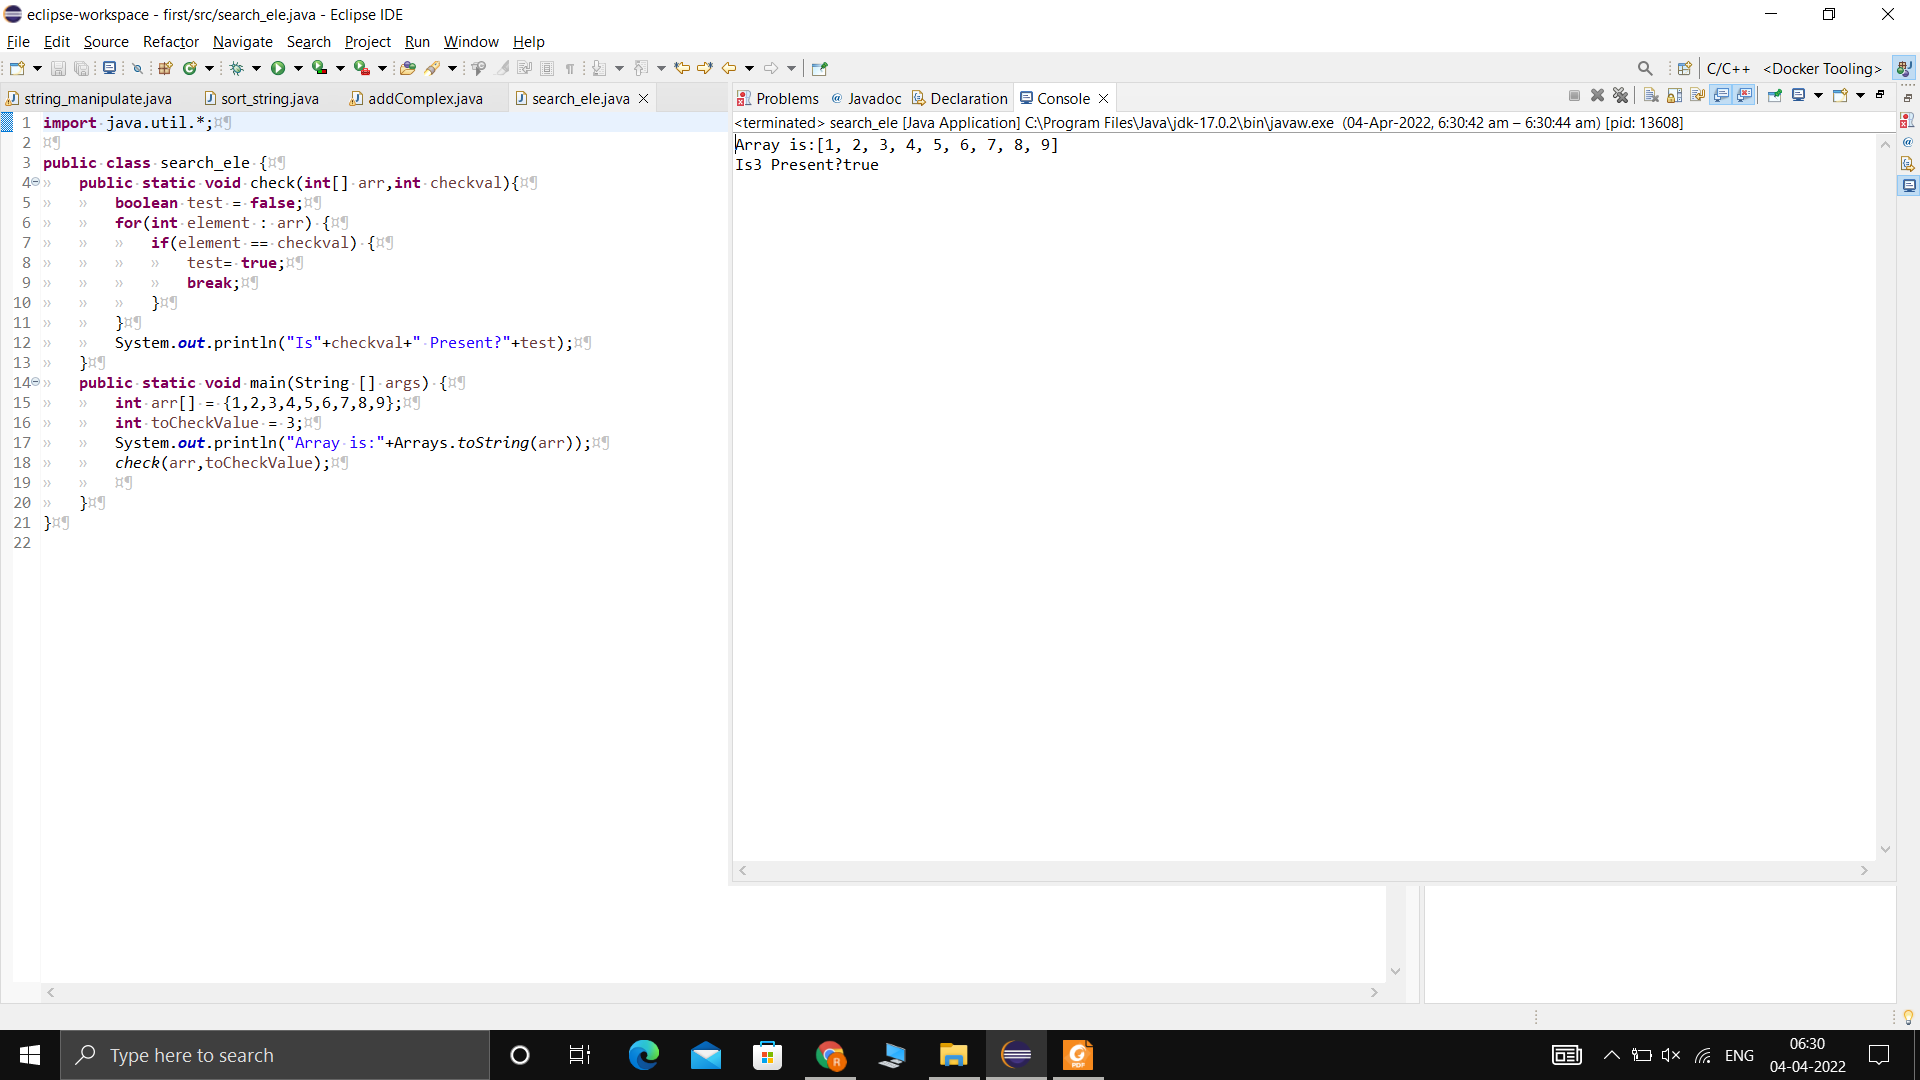 eclipse-workspace - first/src/search_ele.java - Eclipse IDE
File Edit Source Refactor Navigate Search Project Run Window Help
C/C++ <Docker Tooling>
string_manipulate.java sort_string.java addComplex.java search_ele.java
1 import java.util.*;¤¶
2 ¤¶
3 public class search_ele {¤¶
4 public static void check(int[] arr,int checkval){¤¶
5 boolean test = false;¤¶
6 for(int element : arr) {¤¶
7 if(element == checkval) {¤¶
8 test= true;¤¶
9 break;¤¶
10 }¤¶
11 }¤¶
12 System.out.println("Is"+checkval+" Present?"+test);¤¶
13 }¤¶
14 public static void main(String [] args) {¤¶
15 int arr[] = {1,2,3,4,5,6,7,8,9};¤¶
16 int toCheckValue = 3;¤¶
17 System.out.println("Array is:"+Arrays.toString(arr));¤¶
18 check(arr,toCheckValue);¤¶
19 ¤¶
20 }¤¶
21 }¤¶
22
Problems @ Javadoc Declaration Console
<terminated> search_ele [Java Application] C:\Program Files\Java\jdk-17.0.2\bin\javaw.exe (04-Apr-2022, 6:30:42 am – 6:30:44 am) [pid: 13608]
Array is:[1, 2, 3, 4, 5, 6, 7, 8, 9]
Is3 Present?true
Type here to search
ENG
06:30
04-04-2022